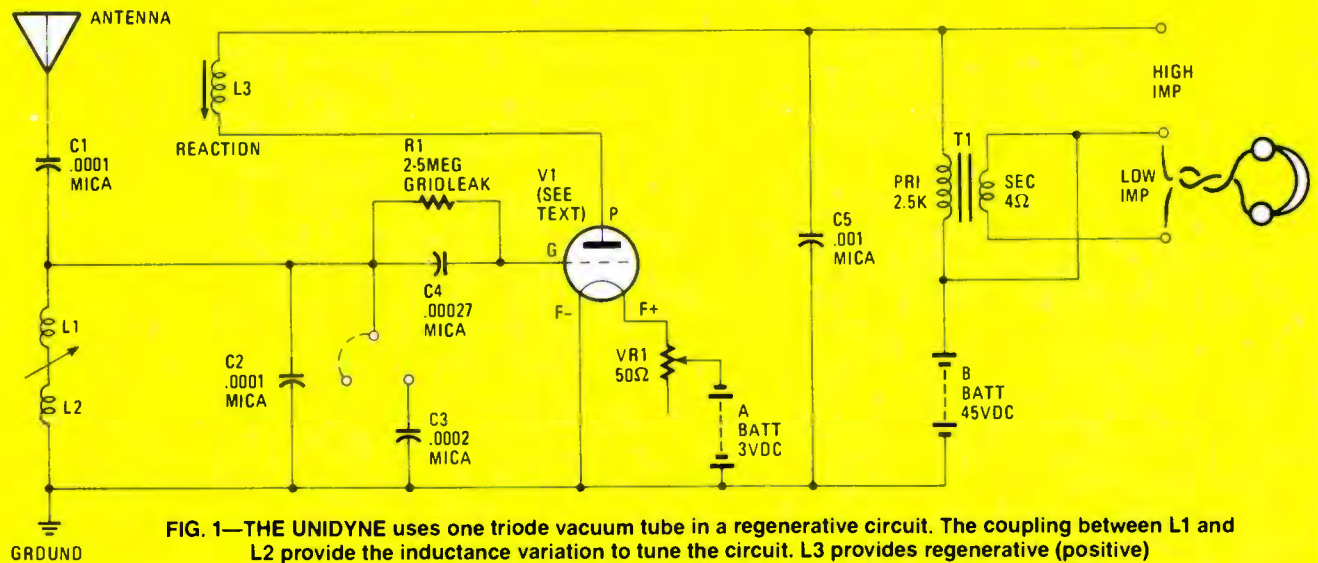 ANTENNA
L3
REACTION
C1
.0001
MICA
R1
2-5MEG
GRIDLEAK
V1
(SEE
TEXT)
P
G
F-
F+
C4
.00027
MICA
L1
L2
C2
.0001
MICA
C3
.0002
MICA
VR1
50Ω
A
BATT
3VDC
C5
.001
MICA
PRI
2.5K
T1
SEC
4Ω
HIGH
IMP
LOW
IMP
B
BATT
45VDC
GROUND
FIG. 1—THE UNIDYNE uses one triode vacuum tube in a regenerative circuit. The coupling between L1 and
L2 provide the inductance variation to tune the circuit. L3 provides regenerative (positive)